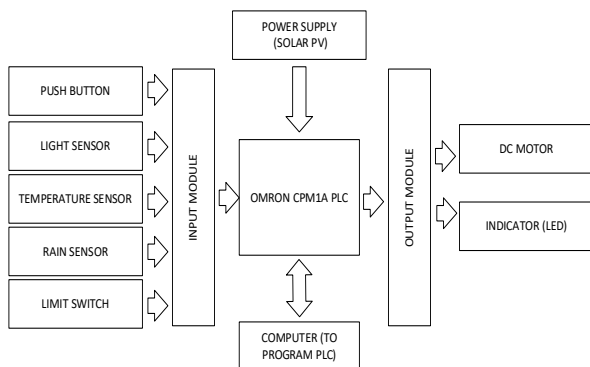 POWER SUPPLY
(SOLAR PV)
PUSH BUTTON
LIGHT SENSOR
TEMPERATURE SENSOR
RAIN SENSOR
LIMIT SWITCH
INPUT MODULE
OMRON CPM1A PLC
OUTPUT MODULE
DC MOTOR
INDICATOR (LED)
COMPUTER (TO
PROGRAM PLC)